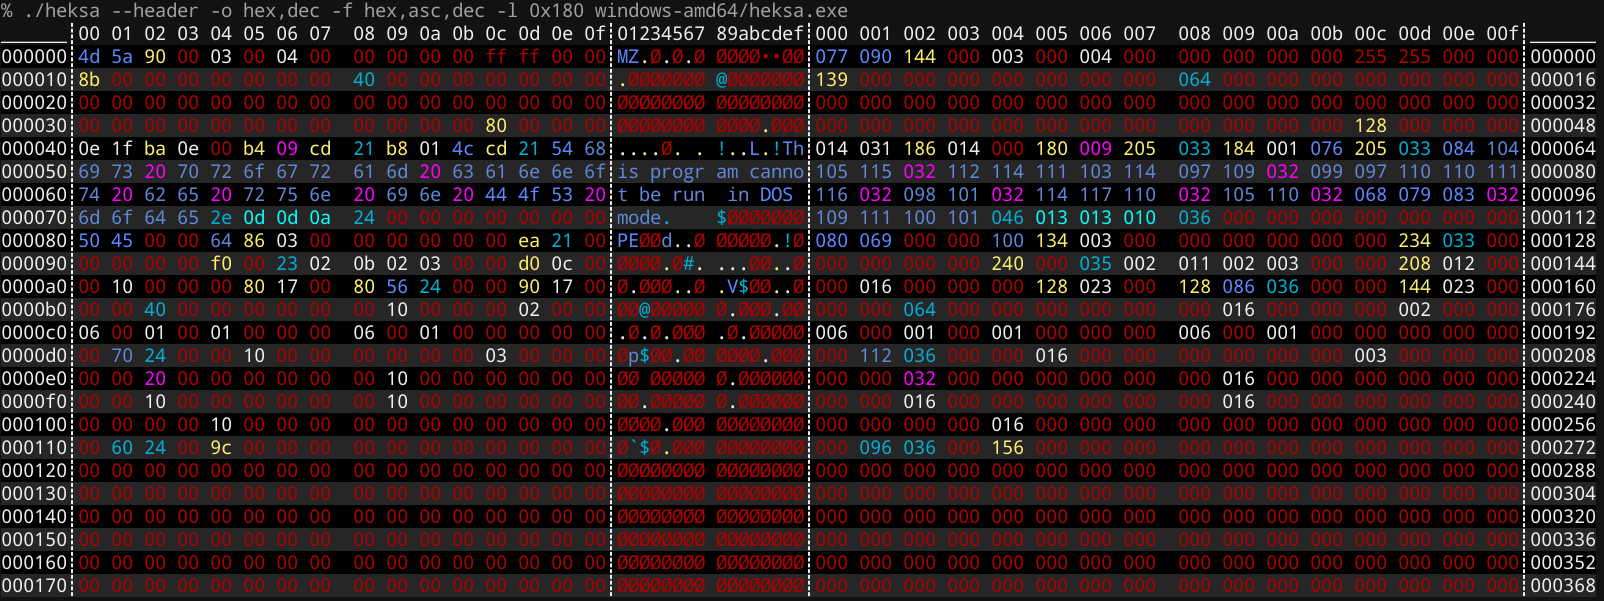 % ./heksa --header -o hex,dec -f hex,asc,dec -l 0x180 windows-amd64/heksa.exe
______ 00 01 02 03 04 05 06 07 08 09 0a 0b 0c 0d 0e 0f 01234567 89abcdef 000 001 002 003 004 005 006 007 008 009 00a 00b 00c 00d 00e 00f ______
000000 4d 5a 90 00 03 00 04 00 00 00 00 00 ff ff 00 00 MZ.Ø.Ø.Ø ØØØØ••ØØ 077 090 144 000 003 000 004 000 000 000 000 000 255 255 000 000 000000
000010 8b 00 00 00 00 00 00 00 40 00 00 00 00 00 00 00 .ØØØØØØØ @ØØØØØØØ 139 000 000 000 000 000 000 000 064 000 000 000 000 000 000 000 000016
000020 00 00 00 00 00 00 00 00 00 00 00 00 00 00 00 00 ØØØØØØØØ ØØØØØØØØ 000 000 000 000 000 000 000 000 000 000 000 000 000 000 000 000 000032
000030 00 00 00 00 00 00 00 00 00 00 00 00 80 00 00 00 ØØØØØØØØ ØØØØ.ØØØ 000 000 000 000 000 000 000 000 000 000 000 000 128 000 000 000 000048
000040 0e 1f ba 0e 00 b4 09 cd 21 b8 01 4c cd 21 54 68 ....Ø. . !..L.!Th 014 031 186 014 000 180 009 205 033 184 001 076 205 033 084 104 000064
000050 69 73 20 70 72 6f 67 72 61 6d 20 63 61 6e 6e 6f is progr am canno 105 115 032 112 114 111 103 114 097 109 032 099 097 110 110 111 000080
000060 74 20 62 65 20 72 75 6e 20 69 6e 20 44 4f 53 20 t be run in DOS 116 032 098 101 032 114 117 110 032 105 110 032 068 079 083 032 000096
000070 6d 6f 64 65 2e 0d 0d 0a 24 00 00 00 00 00 00 00 mode. $ØØØØØØØ 109 111 100 101 046 013 013 010 036 000 000 000 000 000 000 000 000112
000080 50 45 00 00 64 86 03 00 00 00 00 00 00 ea 21 00 PEØØd..Ø ØØØØØ.!Ø 080 069 000 000 100 134 003 000 000 000 000 000 000 234 033 000 000128
000090 00 00 00 00 f0 00 23 02 0b 02 03 00 00 d0 0c 00 ØØØØ.Ø#. ...ØØ..Ø 000 000 000 000 240 000 035 002 011 002 003 000 000 208 012 000 000144
0000a0 00 10 00 00 00 80 17 00 80 56 24 00 00 90 17 00 Ø.ØØØ..Ø .V$ØØ..Ø 000 016 000 000 000 128 023 000 128 086 036 000 000 144 023 000 000160
0000b0 00 00 40 00 00 00 00 00 00 10 00 00 00 02 00 00 ØØ@ØØØØØ Ø.ØØØ.ØØ 000 000 064 000 000 000 000 000 000 016 000 000 000 002 000 000 000176
0000c0 06 00 01 00 01 00 00 00 06 00 01 00 00 00 00 00 .Ø.Ø.ØØØ .Ø.ØØØØØ 006 000 001 000 001 000 000 000 006 000 001 000 000 000 000 000 000192
0000d0 00 70 24 00 00 10 00 00 00 00 00 00 03 00 00 00 Øp$ØØ.ØØ ØØØØ.ØØØ 000 112 036 000 000 016 000 000 000 000 000 000 003 000 000 000 000208
0000e0 00 00 20 00 00 00 00 00 00 10 00 00 00 00 00 00 ØØ ØØØØØ Ø.ØØØØØØ 000 000 032 000 000 000 000 000 000 016 000 000 000 000 000 000 000224
0000f0 00 00 10 00 00 00 00 00 00 10 00 00 00 00 00 00 ØØ.ØØØØØ Ø.ØØØØØØ 000 000 016 000 000 000 000 000 000 016 000 000 000 000 000 000 000240
000100 00 00 00 00 10 00 00 00 00 00 00 00 00 00 00 00 ØØØØ.ØØØ ØØØØØØØØ 000 000 000 000 016 000 000 000 000 000 000 000 000 000 000 000 000256
000110 00 60 24 00 9c 00 00 00 00 00 00 00 00 00 00 00 Ø`$Ø.ØØØ ØØØØØØØØ 000 096 036 000 156 000 000 000 000 000 000 000 000 000 000 000 000272
000120 00 00 00 00 00 00 00 00 00 00 00 00 00 00 00 00 ØØØØØØØØ ØØØØØØØØ 000 000 000 000 000 000 000 000 000 000 000 000 000 000 000 000 000288
000130 00 00 00 00 00 00 00 00 00 00 00 00 00 00 00 00 ØØØØØØØØ ØØØØØØØØ 000 000 000 000 000 000 000 000 000 000 000 000 000 000 000 000 000304
000140 00 00 00 00 00 00 00 00 00 00 00 00 00 00 00 00 ØØØØØØØØ ØØØØØØØØ 000 000 000 000 000 000 000 000 000 000 000 000 000 000 000 000 000320
000150 00 00 00 00 00 00 00 00 00 00 00 00 00 00 00 00 ØØØØØØØØ ØØØØØØØØ 000 000 000 000 000 000 000 000 000 000 000 000 000 000 000 000 000336
000160 00 00 00 00 00 00 00 00 00 00 00 00 00 00 00 00 ØØØØØØØØ ØØØØØØØØ 000 000 000 000 000 000 000 000 000 000 000 000 000 000 000 000 000352
000170 00 00 00 00 00 00 00 00 00 00 00 00 00 00 00 00 ØØØØØØØØ ØØØØØØØØ 000 000 000 000 000 000 000 000 000 000 000 000 000 000 000 000 000368